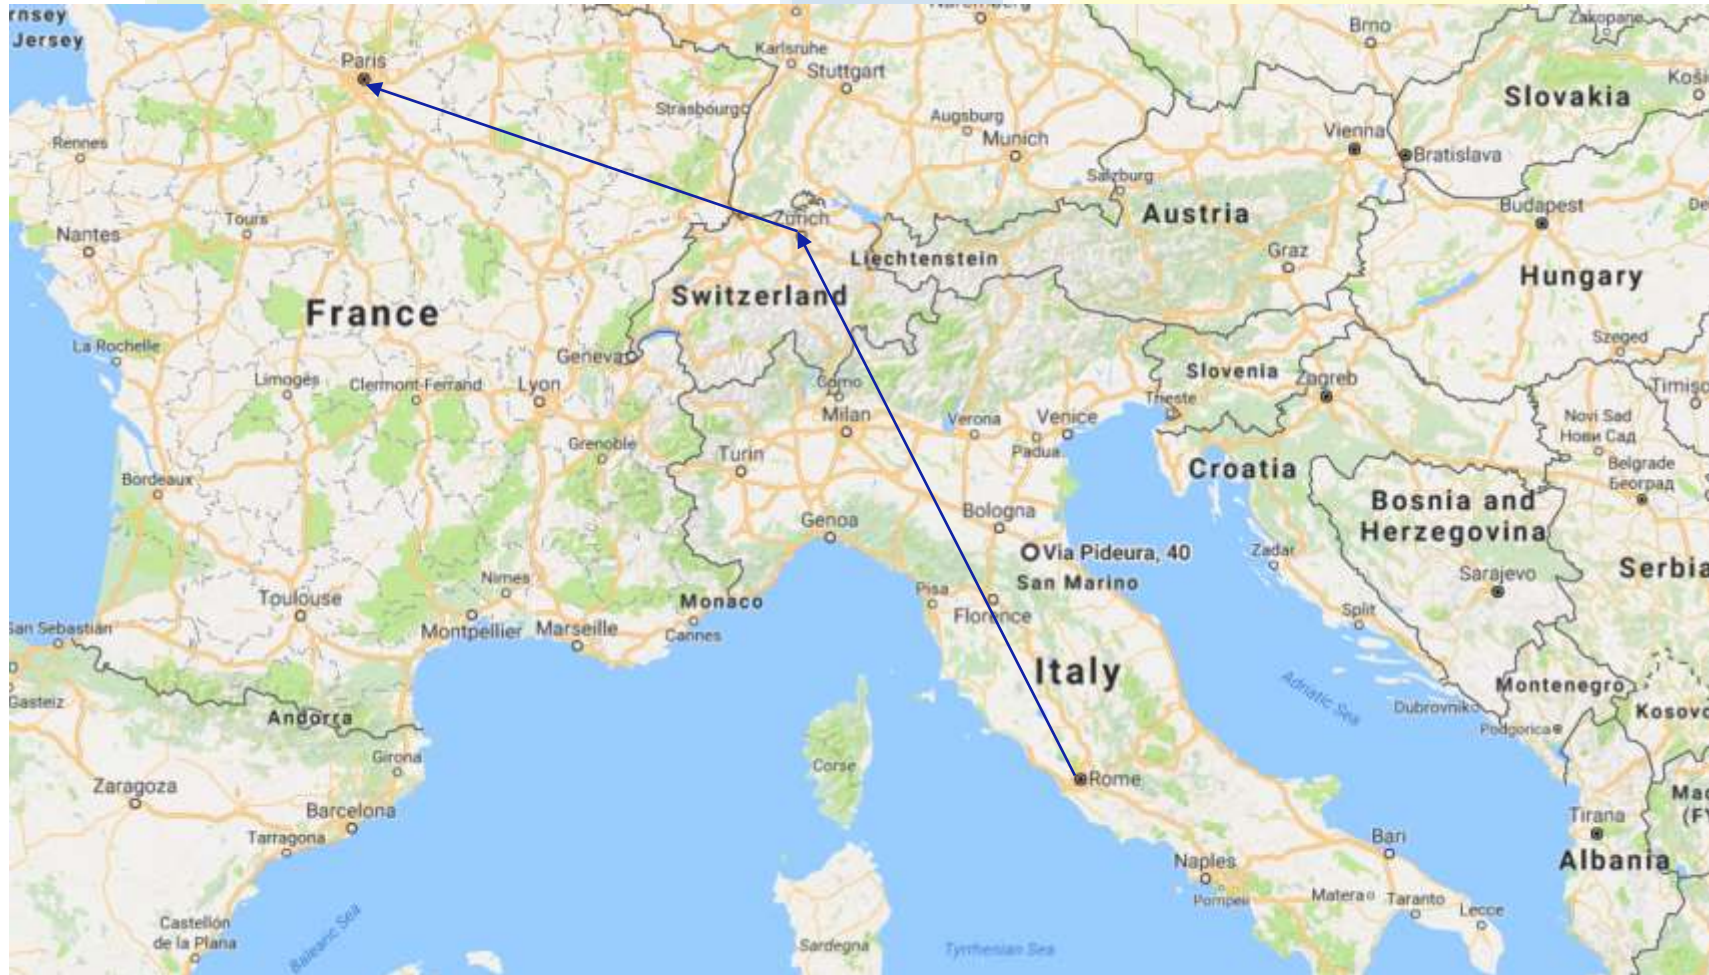 Jersey
Brno
Zakopane
Paris
Karlsruhe
Stuttgart
Slovakia
Strasbourg
Augsburg
Munich
Vienna
Bratislava
Rennes
Salzburg
Austria
Budapest
Tours
Zürich
Nantes
Graz
Liechtenstein
Hungary
Switzerland
France
Szeged
La Rochelle
Geneva
Slovenia
Zagreb
Limoges
Clermont-Ferrand
Lyon
Como
Trieste
Milan
Verona
Venice
Novi Sad
Нови Сад
Grenoble
Padua
Turin
Croatia
Belgrade
Београд
Bordeaux
Bosnia and
Herzegovina
Genoa
Bologna
Via Pideura, 40
Zadar
San Marino
Sarajevo
Serbia
Nimes
Pisa
Toulouse
Monaco
Florence
Split
San Sebastian
Montpellier
Marseille
Cannes
Italy
Adriatic Sea
Montenegro
Gasteiz
Andorra
Dubrovnik
Kosovo
Podgorica
Girona
Corse
Rome
Zaragoza
Barcelona
Tirana
Tarragona
Bari
Albania
Naples
Pompeii
Matera
Taranto
Lecce
Castellón
de la Plana
Balearic Sea
Sardegna
Tyrrhenian Sea